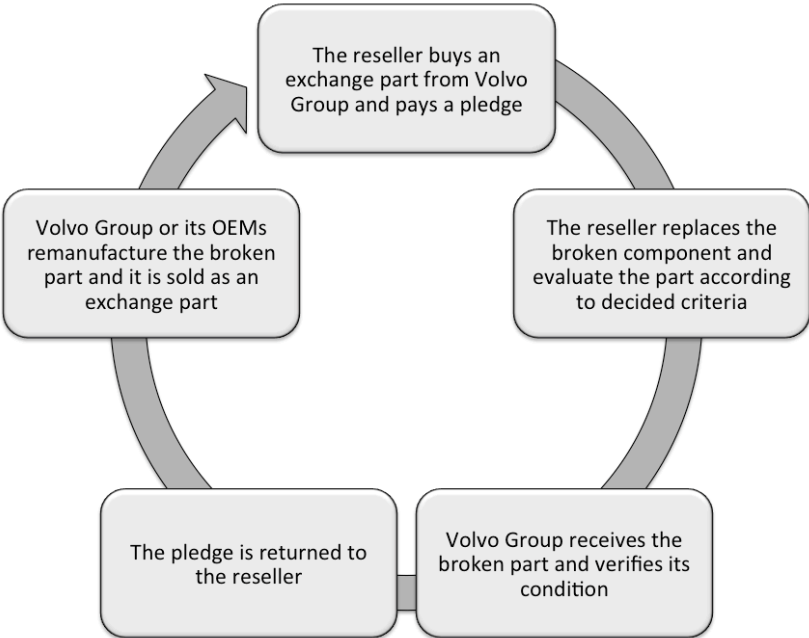 The reseller buys an
exchange part from Volvo
Group and pays a pledge
The reseller replaces the
broken component and
evaluate the part according
to decided criteria
Volvo Group receives the
broken part and verifies its
condition
The pledge is returned to
the reseller
Volvo Group or its OEMs
remanufacture the broken
part and it is sold as an
exchange part